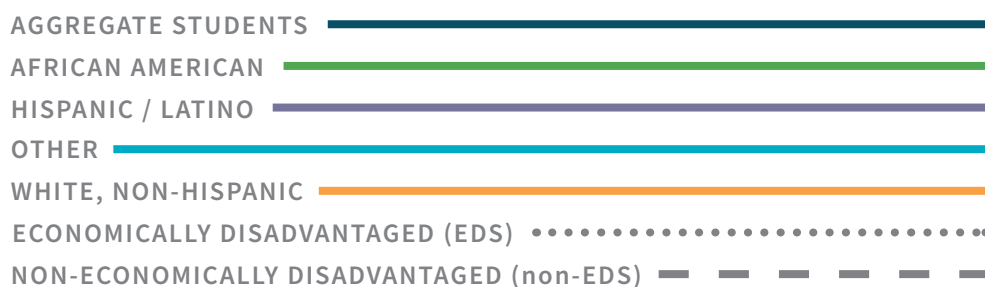 AGGREGATE STUDENTS
AFRICAN AMERICAN
HISPANIC / LATINO
OTHER
WHITE, NON-HISPANIC
ECONOMICALLY DISADVANTAGED (EDS)
NON-ECONOMICALLY DISADVANTAGED (non-EDS)